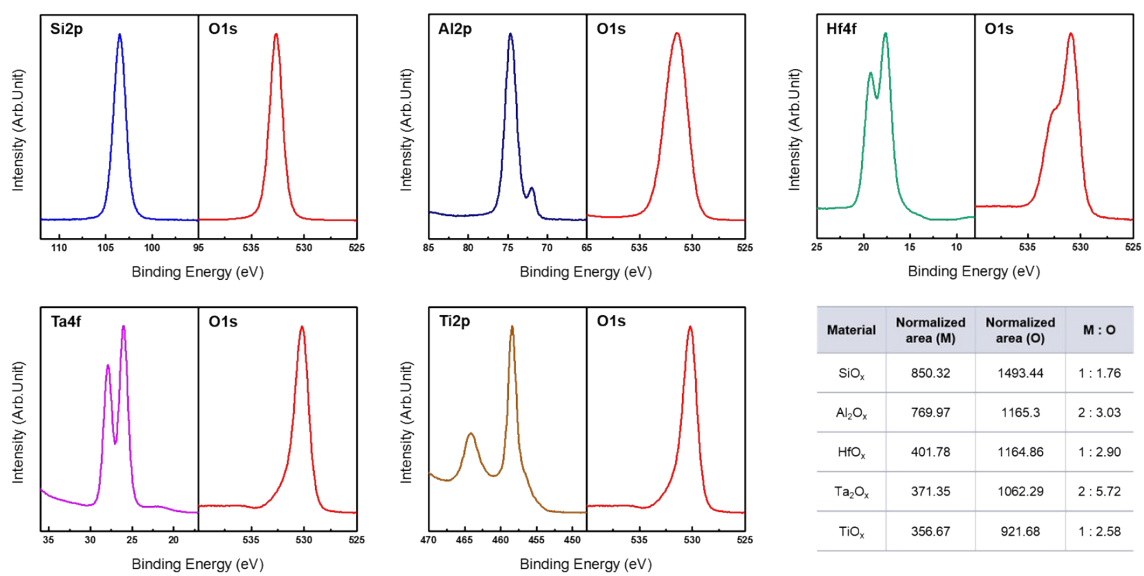 Si2p O1s
Intensity (Arb.Unit)
110 105 100 95 535 530 525
Binding Energy (eV)
Al2p O1s
Intensity (Arb.Unit)
85 80 75 70 65 535 530 525
Binding Energy (eV)
Hf4f O1s
Intensity (Arb.Unit)
25 20 15 10 535 530 525
Binding Energy (eV)
Ta4f O1s
Intensity (Arb.Unit)
35 30 25 20 535 530 525
Binding Energy (eV)
Ti2p O1s
Intensity (Arb.Unit)
470 465 460 455 450 535 530 525
Binding Energy (eV)
Material Normalized area (M) Normalized area (O) M : O
SiOx 850.32 1493.44 1 : 1.76
Al2Ox 769.97 1165.3 2 : 3.03
HfOx 401.78 1164.86 1 : 2.90
Ta2Ox 371.35 1062.29 2 : 5.72
TiOx 356.67 921.68 1 : 2.58